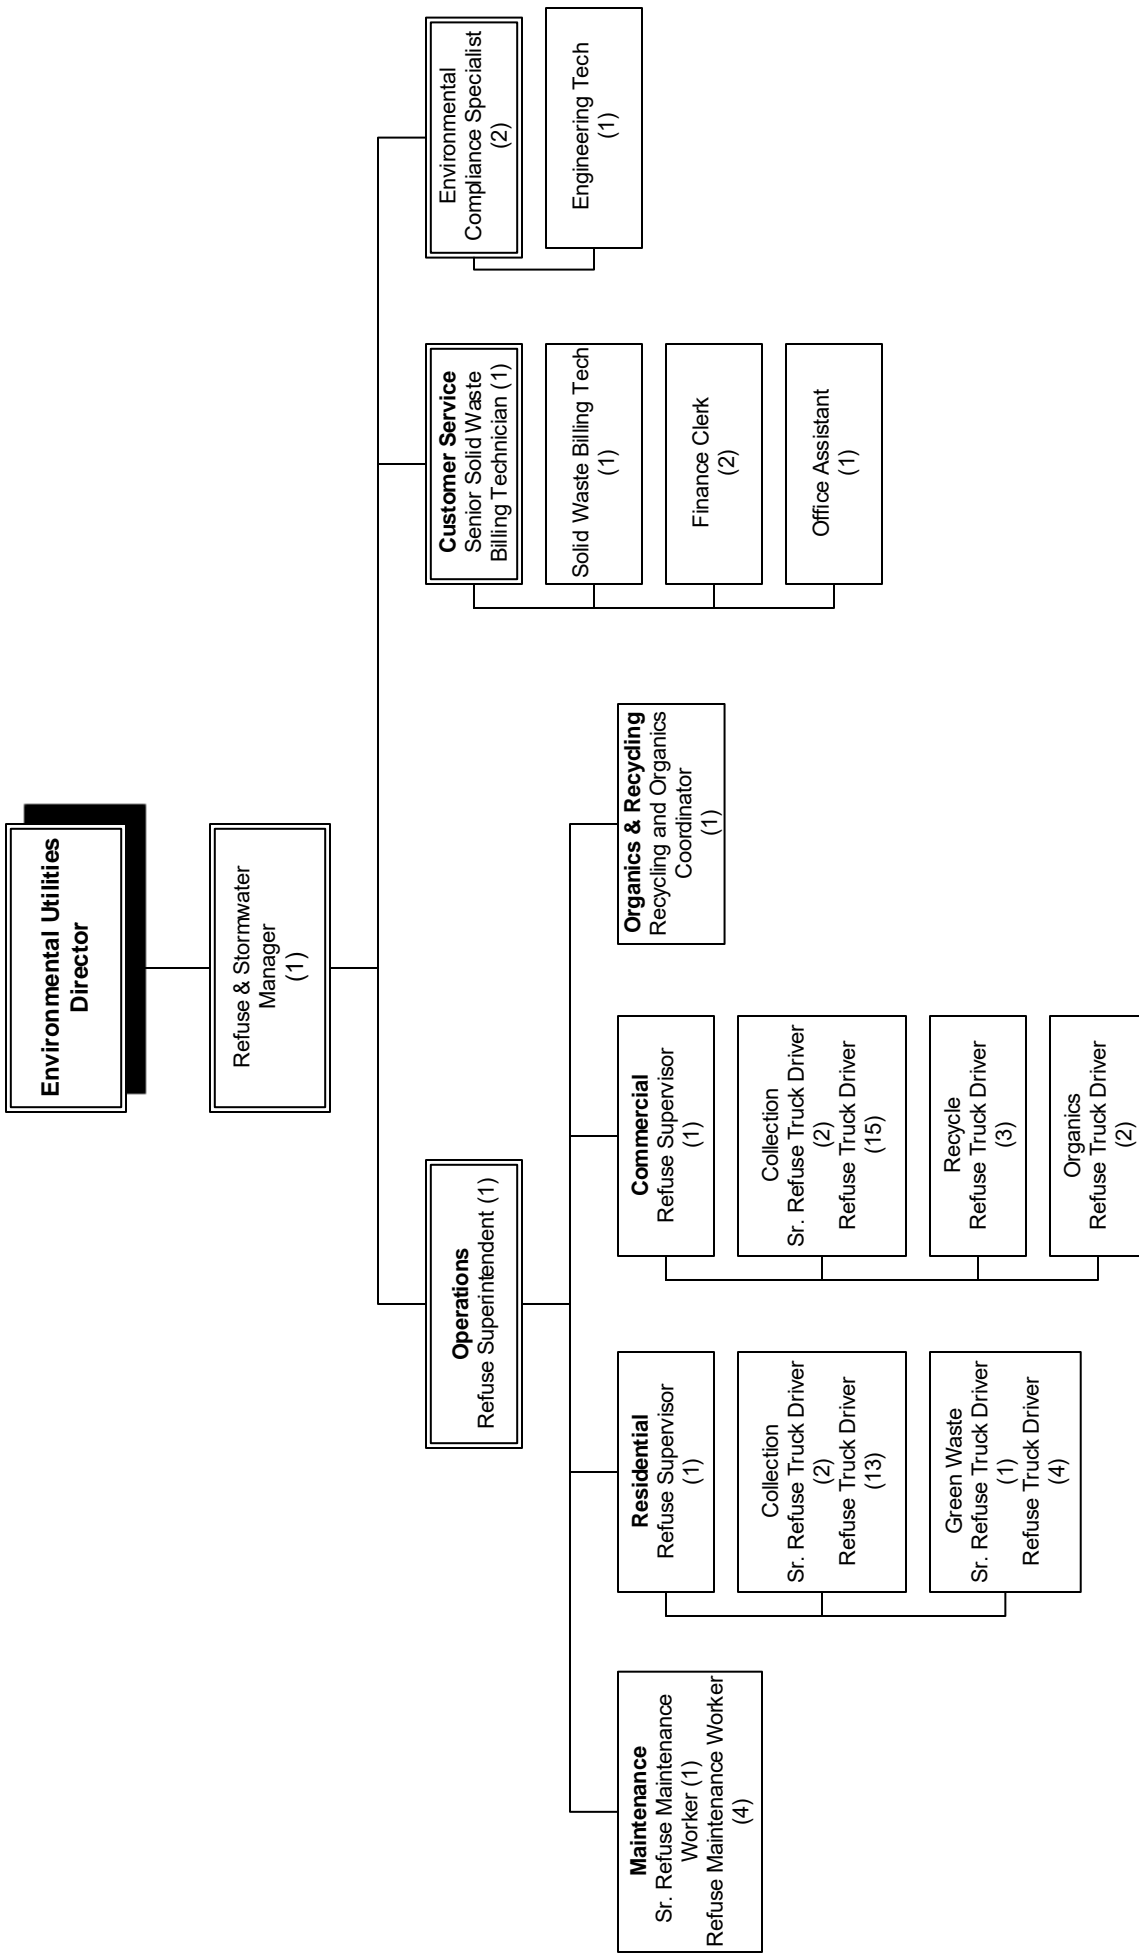 Environmental Utilities
Director
Refuse & Stormwater
Manager
(1)
Operations
Refuse Superintendent (1)
Customer Service
Senior Solid Waste
Billing Technician (1)
Environmental
Compliance Specialist
(2)
Solid Waste Billing Tech
(1)
Finance Clerk
(2)
Office Assistant
(1)
Engineering Tech
(1)
Maintenance
Sr. Refuse Maintenance
Worker (1)
Refuse Maintenance Worker
(4)
Residential
Refuse Supervisor
(1)
Collection
Sr. Refuse Truck Driver
(2)
Refuse Truck Driver
(13)
Green Waste
Sr. Refuse Truck Driver
(1)
Refuse Truck Driver
(4)
Commercial
Refuse Supervisor
(1)
Collection
Sr. Refuse Truck Driver
(2)
Refuse Truck Driver
(15)
Recycle
Refuse Truck Driver
(3)
Organics
Refuse Truck Driver
(2)
Organics & Recycling
Recycling and Organics
Coordinator
(1)